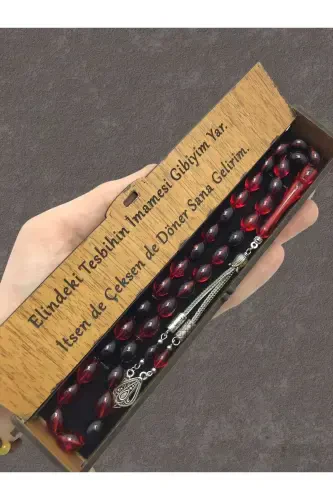 Elindeki Tesbihin İmamesi Gibiyim Yar.
İtsen de Çeksen de Döner Sana Gelirim.